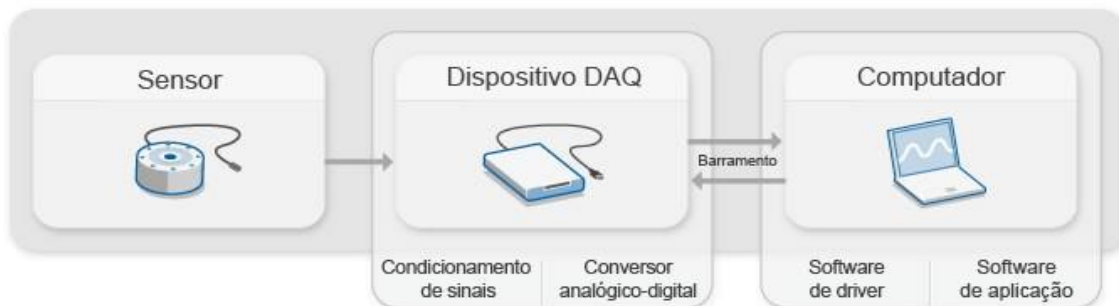 Sensor
Dispositivo DAQ
Computador
Barramento
Condicionamento
de sinais
Conversor
analógico-digital
Software
de driver
Software
de aplicação